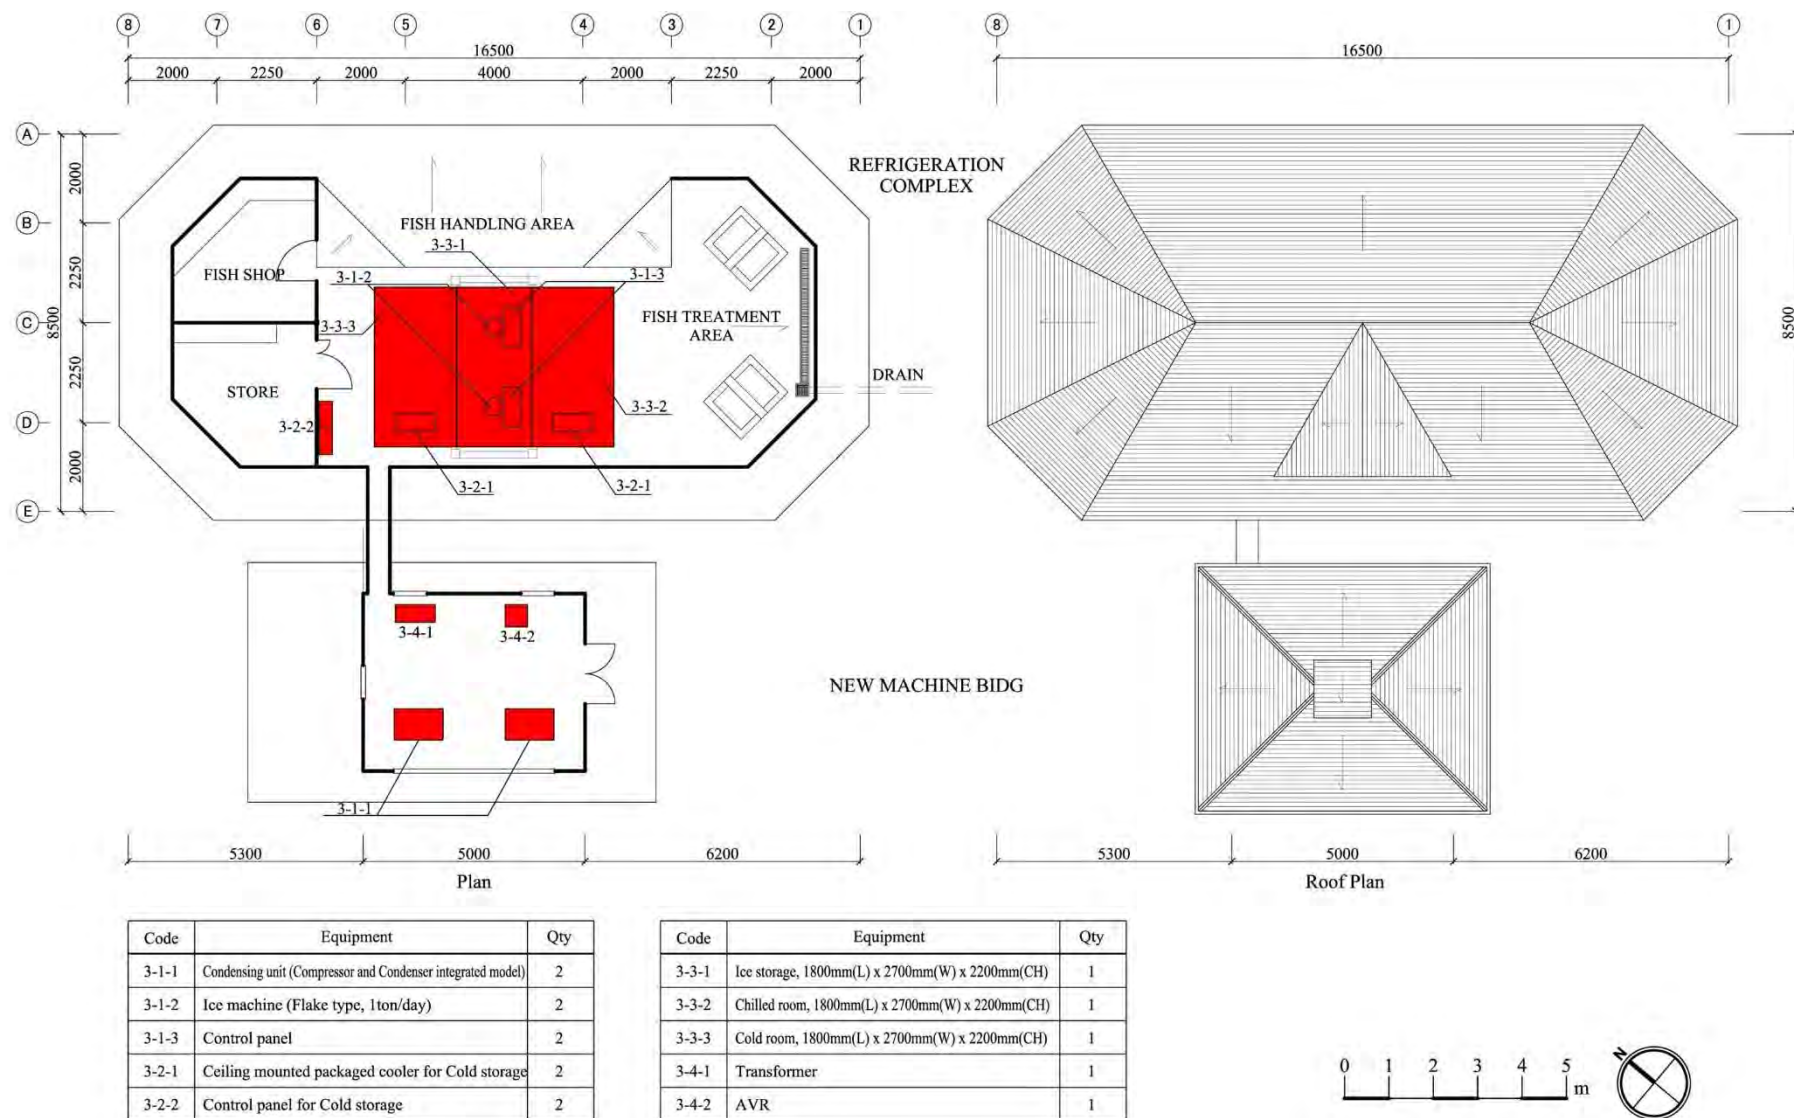 8 7 6 5 4 3 2 1
16500
2000 2250 2000 4000 2000 2250 2000
8 1
16500
A
B
C
D
E
2000
2250
2250
2000
8500
REFRIGERATION
COMPLEX
FISH HANDLING AREA
3-3-1
3-1-2
3-1-3
FISH SHOP
3-3-3
FISH TREATMENT
AREA
DRAIN
STORE
3-3-2
3-2-2
3-2-1
3-2-1
8500
3-4-1
3-4-2
NEW MACHINE BIDG
3-1-1
5300 5000 6200
Plan
5300 5000 6200
Roof Plan
Code Equipment Qty
3-1-1 Condensing unit (Compressor and Condenser integrated model) 2
3-1-2 Ice machine (Flake type, 1ton/day) 2
3-1-3 Control panel 2
3-2-1 Ceiling mounted packaged cooler for Cold storage 2
3-2-2 Control panel for Cold storage 2
Code Equipment Qty
3-3-1 Ice storage, 1800mm(L) x 2700mm(W) x 2200mm(CH) 1
3-3-2 Chilled room, 1800mm(L) x 2700mm(W) x 2200mm(CH) 1
3-3-3 Cold room, 1800mm(L) x 2700mm(W) x 2200mm(CH) 1
3-4-1 Transformer 1
3-4-2 AVR 1
0 1 2 3 4 5
m
N